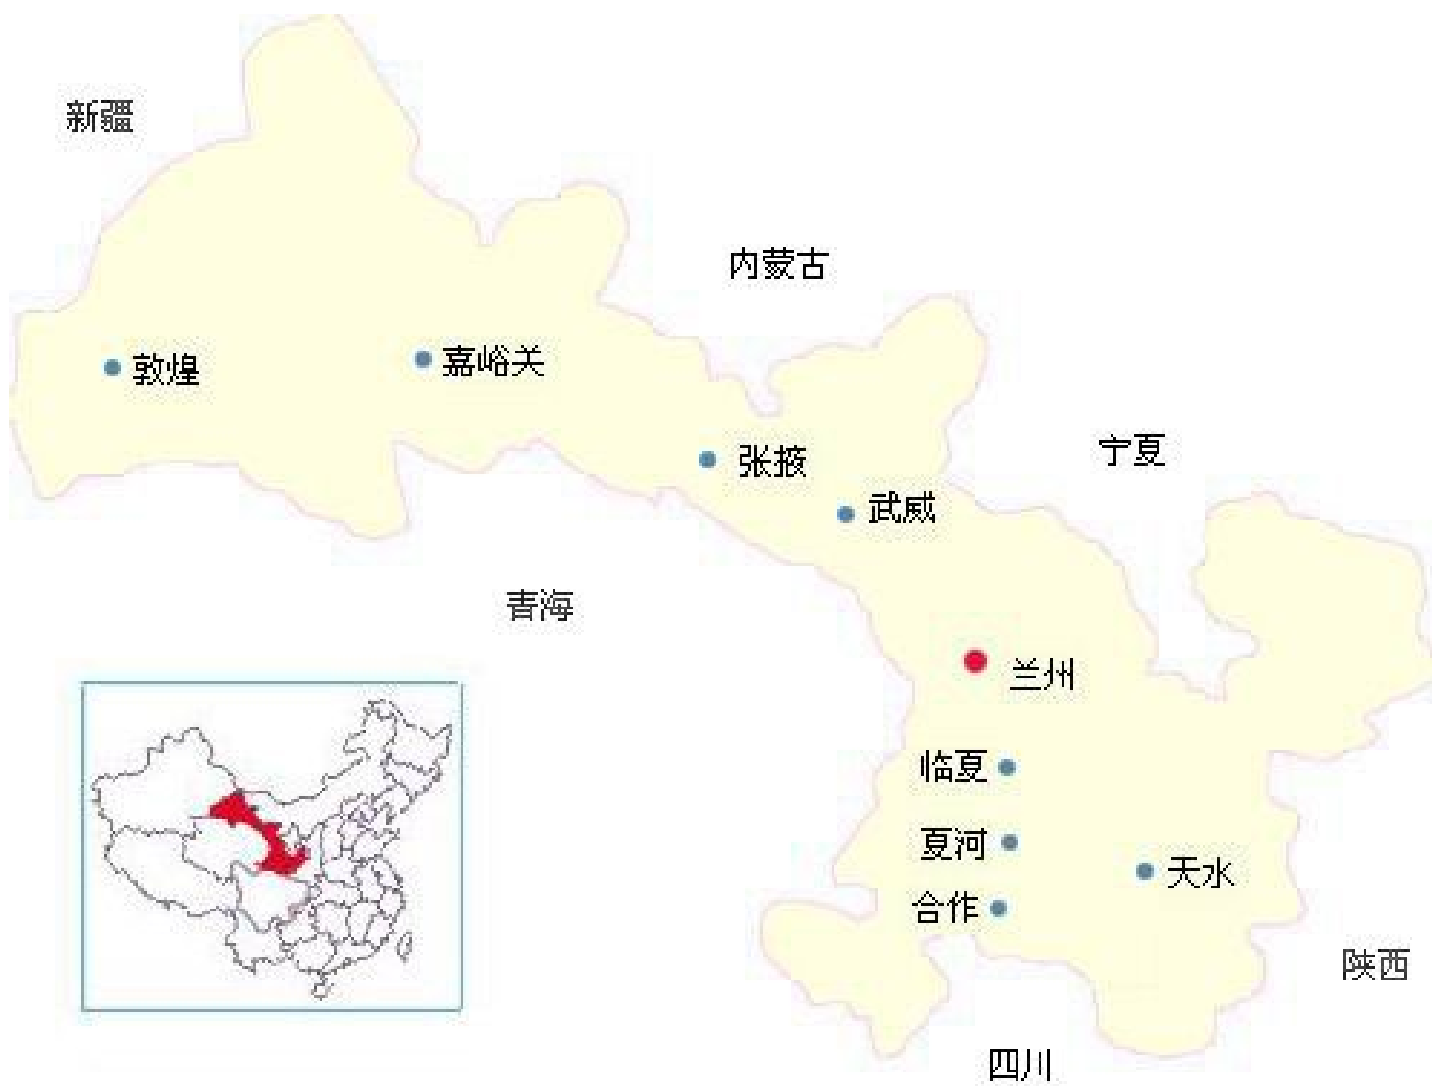 新疆
内蒙古
敦煌
嘉峪关
宁夏
张掖
武威
青海
兰州
临夏
夏河
天水
合作
陕西
四川